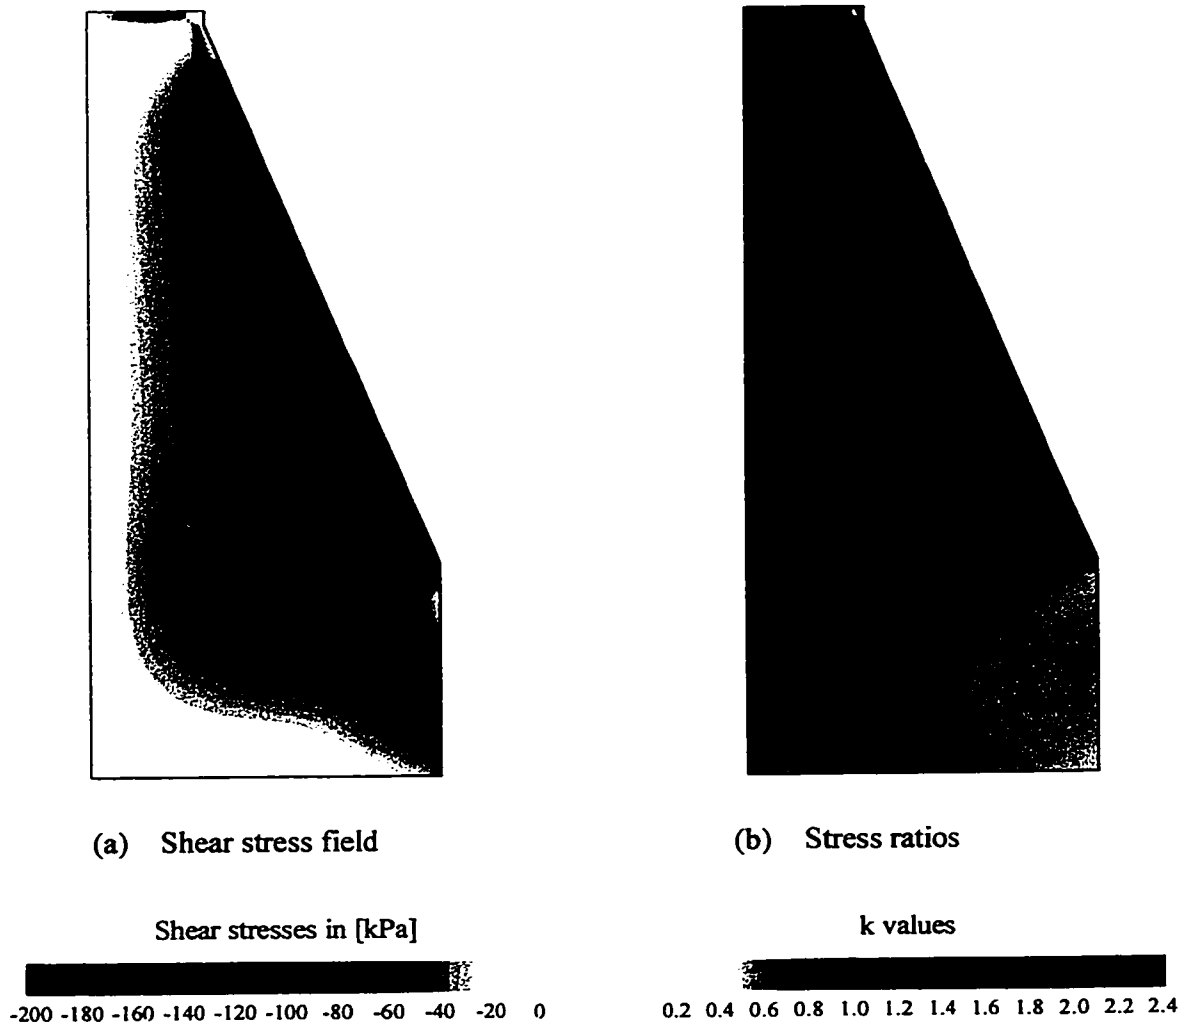 (a) Shear stress field
(b) Stress ratios
Shear stresses in [kPa]
-200 -180 -160 -140 -120 -100 -80 -60 -40 -20 0
k values
0.2 0.4 0.6 0.8 1.0 1.2 1.4 1.6 1.8 2.0 2.2 2.4